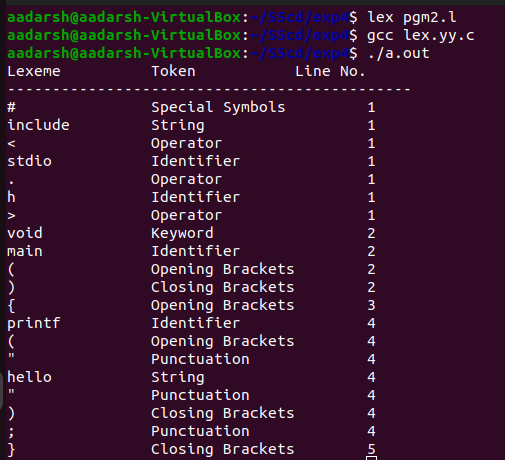 aadarsh@aadarsh-VirtualBox:~/SScd/exp4$ lex pgm2.l
aadarsh@aadarsh-VirtualBox:~/SScd/exp4$ gcc lex.yy.c
aadarsh@aadarsh-VirtualBox:~/SScd/exp4$ ./a.out
Lexeme          Token           Line No.
---------------------------------------------
#               Special Symbols         1
include         String                  1
<               Operator                1
stdio           Identifier              1
.               Operator                1
h               Identifier              1
>               Operator                1
void            Keyword                 2
main            Identifier              2
(               Opening Brackets        2
)               Closing Brackets        2
{               Opening Brackets        3
printf          Identifier              4
(               Opening Brackets        4
"               Punctuation             4
hello           String                  4
"               Punctuation             4
)               Closing Brackets        4
;               Punctuation             4
}               Closing Brackets        5